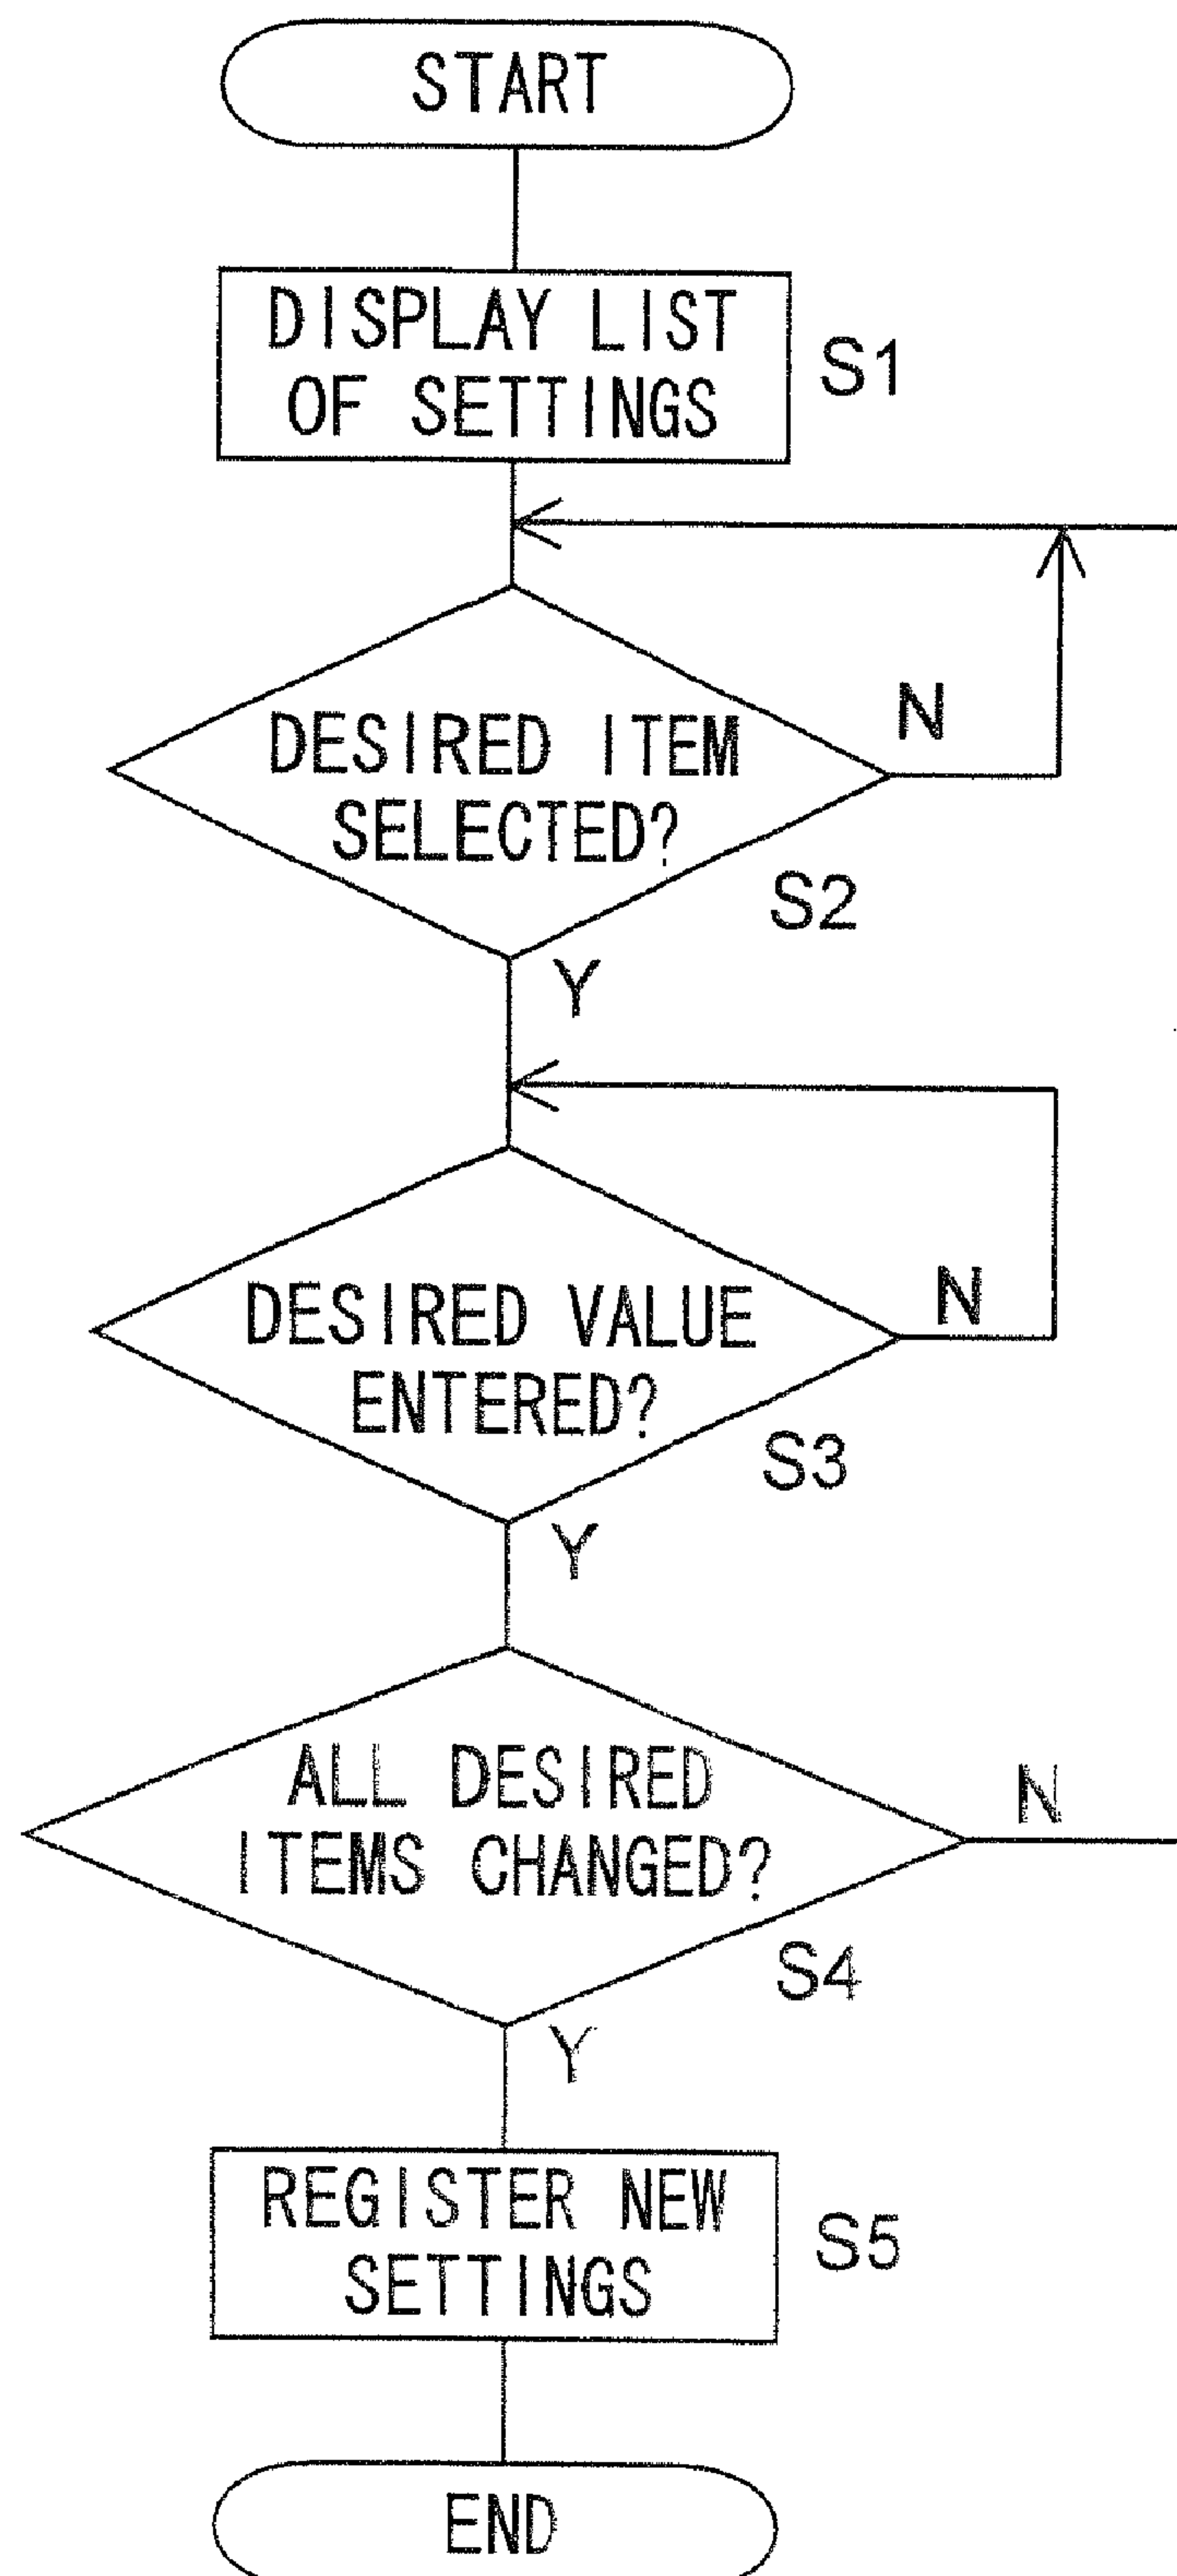 START
DISPLAY LIST
OF SETTINGS
S1
DESIRED ITEM
SELECTED?
N
S2
Y
DESIRED VALUE
ENTERED?
N
S3
Y
ALL DESIRED
ITEMS CHANGED?
N
S4
Y
REGISTER NEW
SETTINGS
S5
END